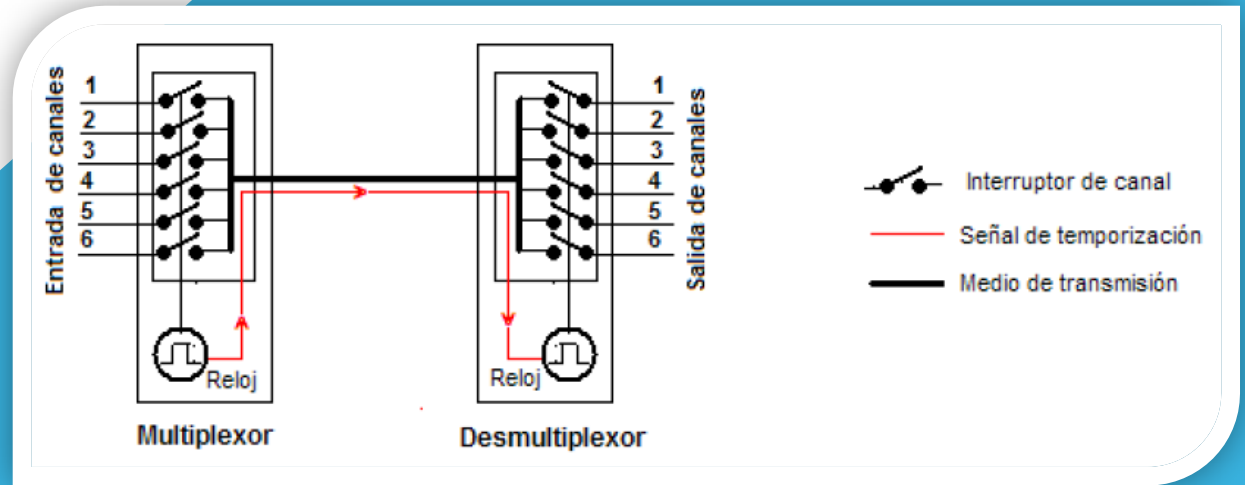 Entrada de canales
1
2
3
4
5
6
Reloj
Multiplexor
1
2
3
4
5
6
Salida de canales
Reloj
Desmultiplexor
Interruptor de canal
Señal de temporización
Medio de transmisión